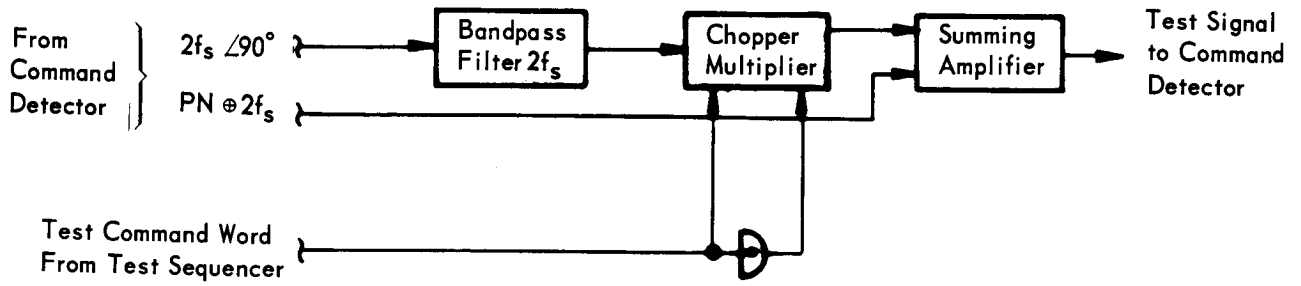 From
Command
Detector
2fs ∠90°
PN ⊕ 2fs
Bandpass
Filter 2fs
Chopper
Multiplier
Summing
Amplifier
Test Signal
to Command
Detector
Test Command Word
From Test Sequencer